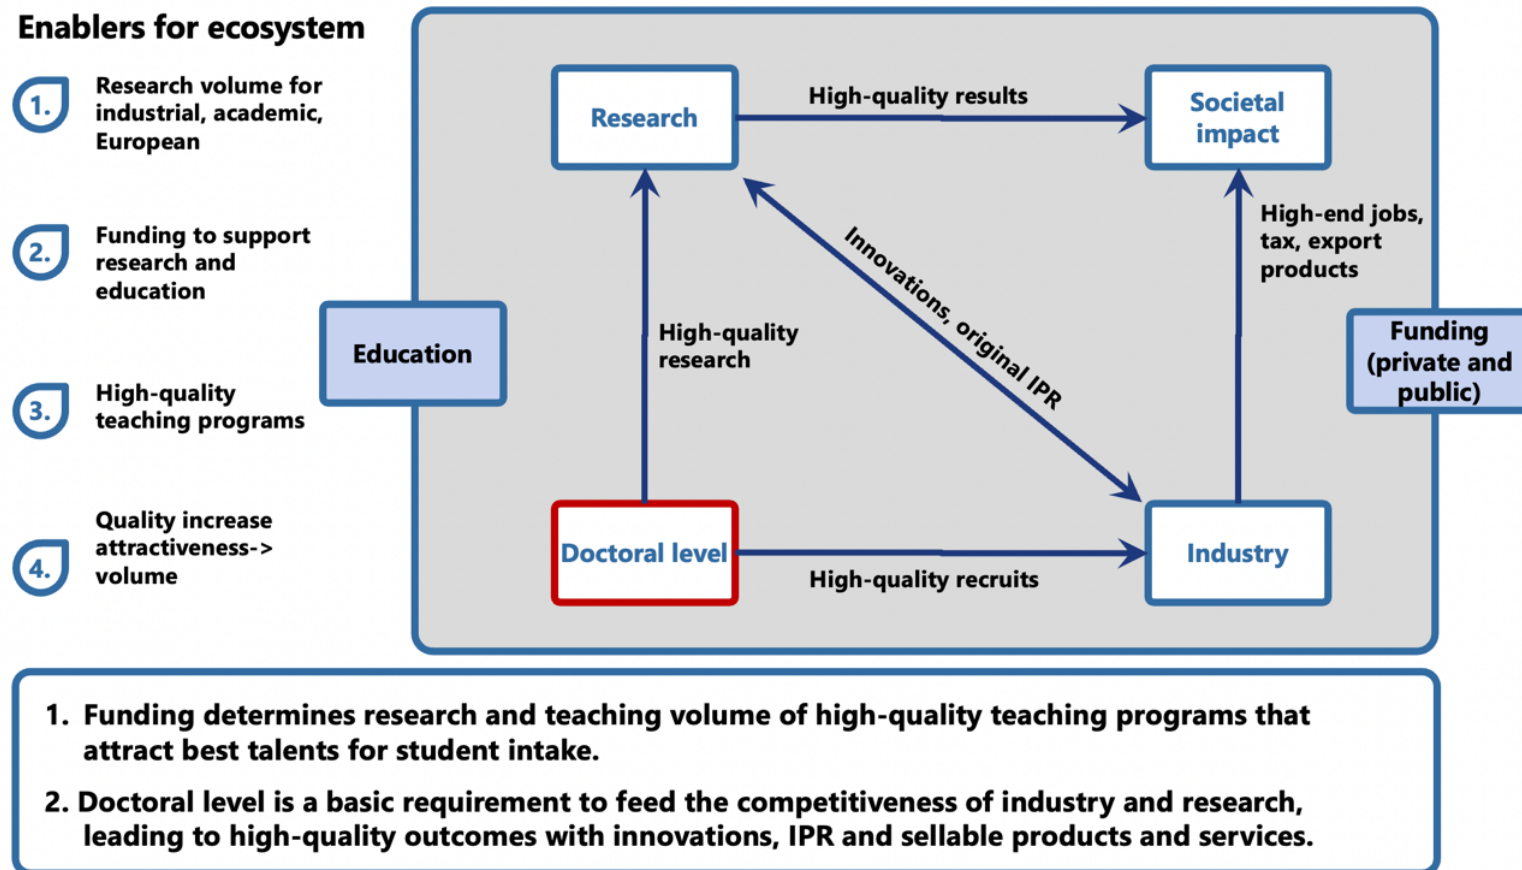 Enablers for ecosystem
1.
Research volume for
industrial, academic,
European
2.
Funding to support
research and
education
3.
High-quality
teaching programs
4.
Quality increase
attractiveness->
volume
Education
Research
High-quality results
Societal
impact
High-quality
research
Innovations, original IPR
High-end jobs,
tax, export
products
Funding
(private and
public)
Doctoral level
High-quality recruits
Industry
1. Funding determines research and teaching volume of high-quality teaching programs that
attract best talents for student intake.
2. Doctoral level is a basic requirement to feed the competitiveness of industry and research,
leading to high-quality outcomes with innovations, IPR and sellable products and services.